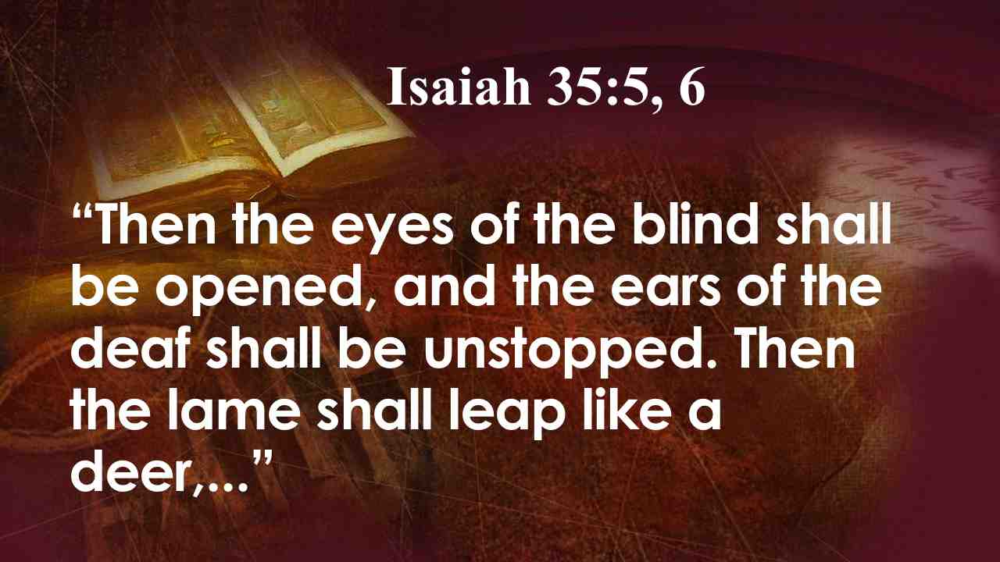 Isaiah 35:5, 6
“Then the eyes of the blind shall
be opened, and the ears of the
deaf shall be unstopped. Then
the lame shall leap like a
deer,...”